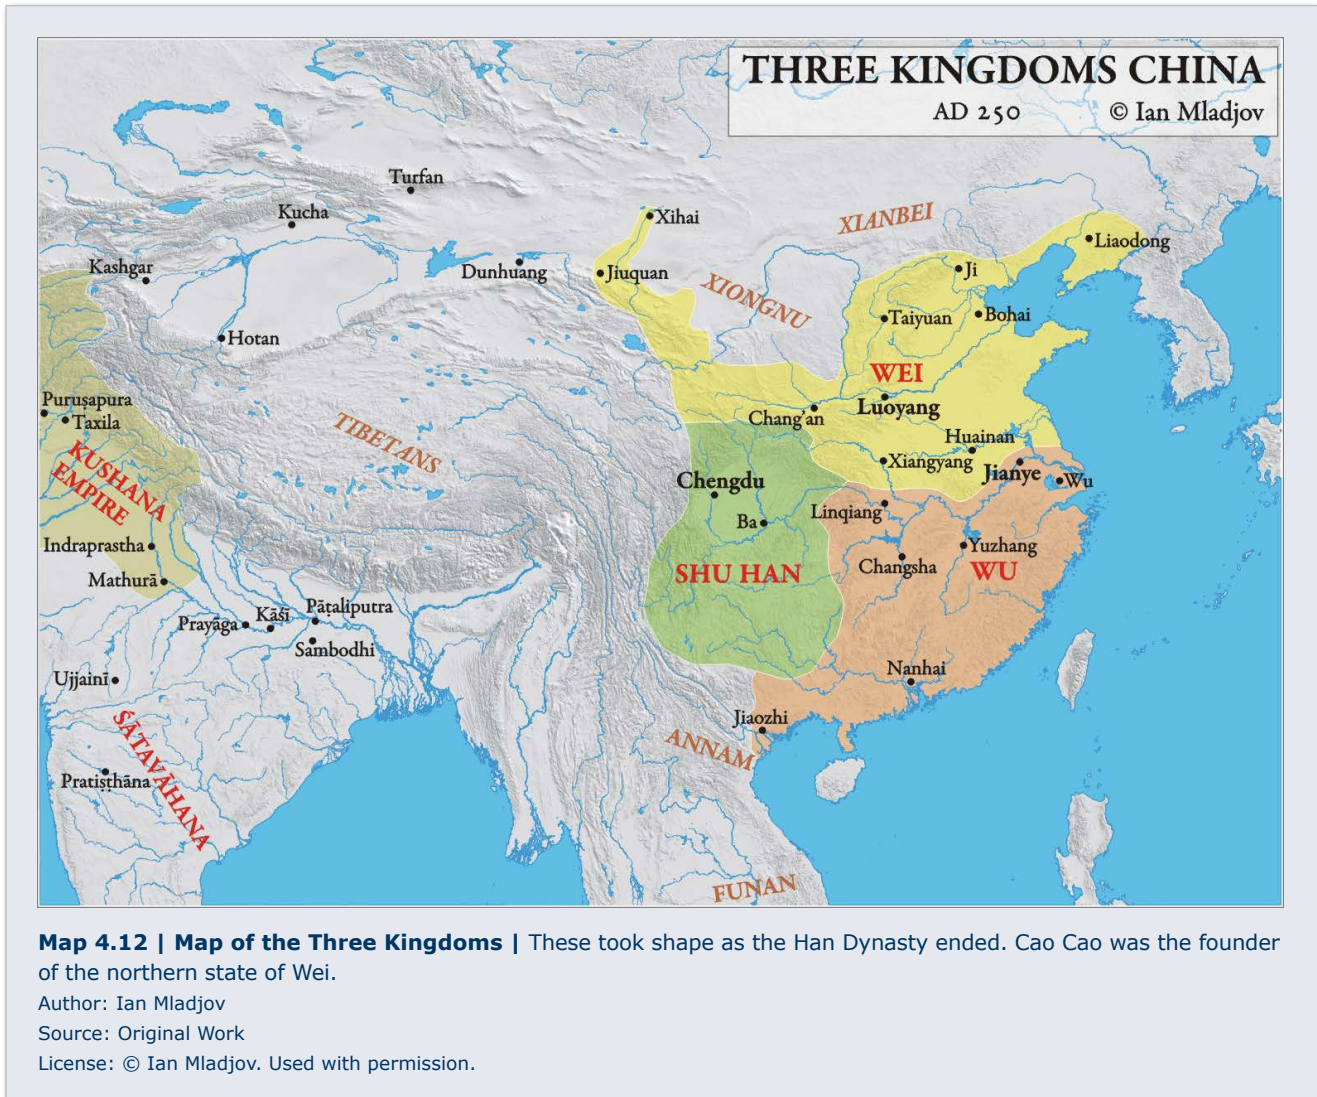 THREE KINGDOMS CHINA
AD 250 © Ian Mladjov
Turfan
Kucha
Xihai
XIANBEI
Liaodong
Kashgar
Dunhuang
Jiuquan
Ji
XIONGNU
Hotan
Taiyuan
Bohai
WEI
Puruṣapura
Taxila
Chang'an
Luoyang
TIBETANS
Huainan
KUSHANA
EMPIRE
Xiangyang
Jianye
Wu
Chengdu
Linqiang
Ba
Indraprastha
Yuzhang
Changsha
WU
SHU HAN
Mathurā
Prayāga
Kāśī
Pāṭaliputra
Sambodhi
Ujjainī
Nanhai
Jiaozhi
ANNAM
ŚĀTAVĀHANA
Pratiṣṭhāna
FUNAN
Map 4.12 | Map of the Three Kingdoms | These took shape as the Han Dynasty ended. Cao Cao was the founder
of the northern state of Wei.
Author: Ian Mladjov
Source: Original Work
License: © Ian Mladjov. Used with permission.